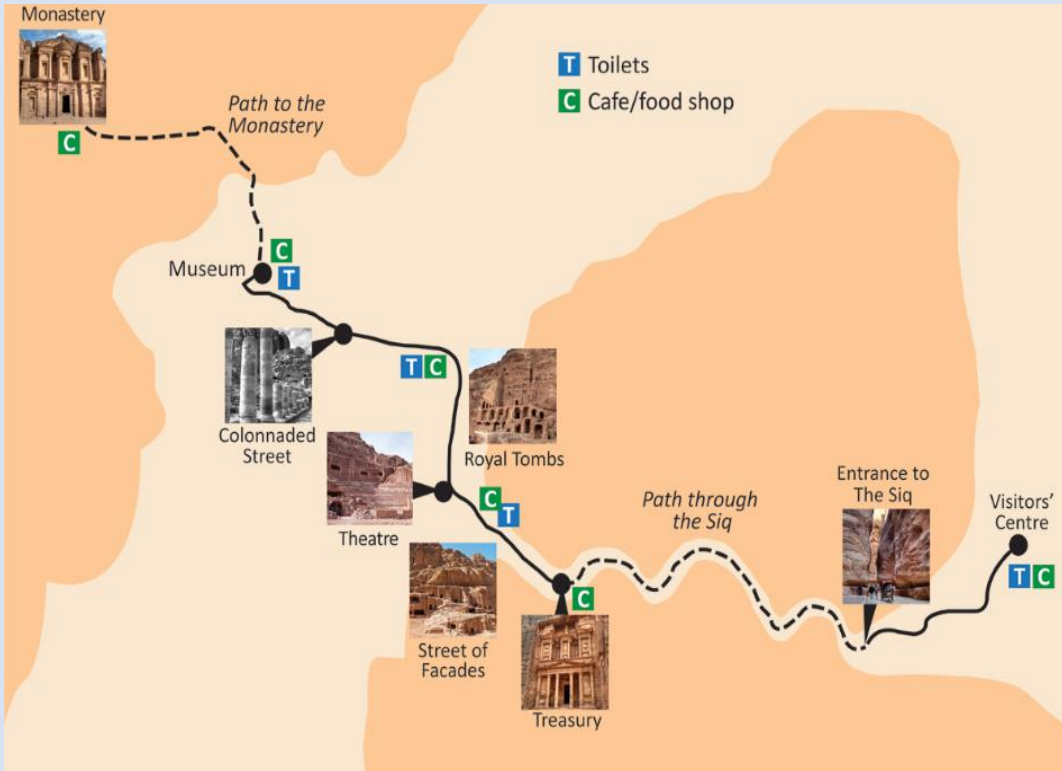 Monastery
T Toilets
C Cafe/food shop
Path to the
Monastery
C
C
Museum
T
T C
Colonnaded
Street
Royal Tombs
Entrance to
The Siq
Path through
the Siq
Visitors'
Centre
C
T
Theatre
T C
C
Street of
Facades
Treasury